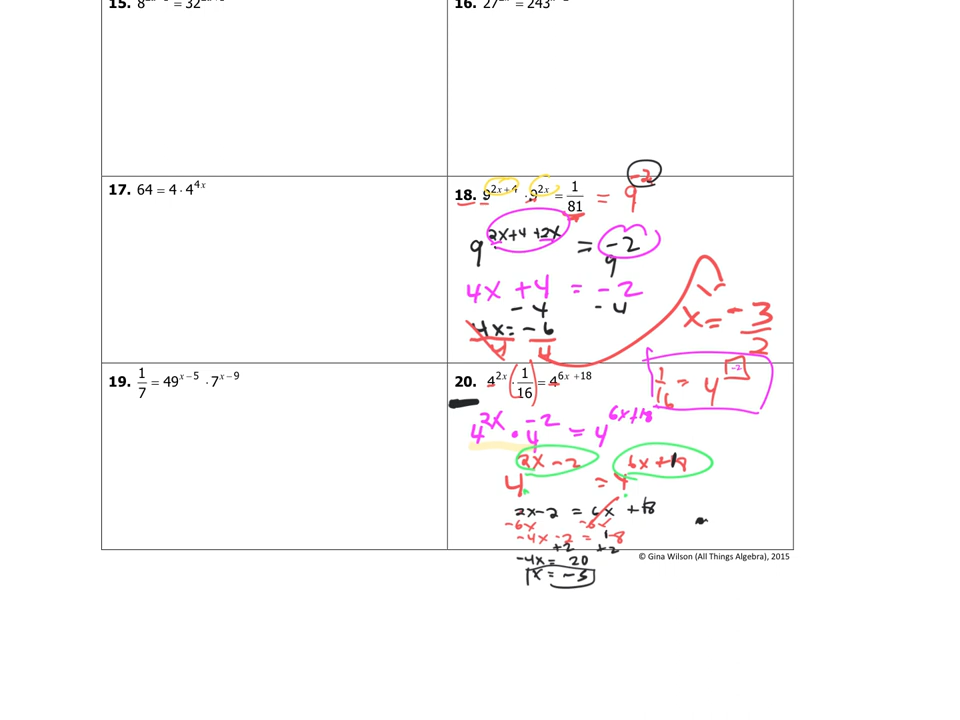 17. 64 = 4 · 4^{4x}
18. 9^{2x+4} · 9^{2x} = 1/81 = 9^{-2}
9^{2x+4+2x} = 9^{-2}
4x + 4 = -2
-4 -4
4x = -6
4 4
x = -3/2
19. 1/7 = 49^{x-5} · 7^{x-9}
20. 4^{2x} · (1/16) = 4^{6x+18}
1/16 = 4^{-2}
4^{2x} · 4^{-2} = 4^{6x+18}
4^{2x-2} = 4^{6x+18}
2x-2 = 6x +18
-6x -6x
-4x -2 = 18
+2 +2
-4x = 20
x = -5
© Gina Wilson (All Things Algebra), 2015